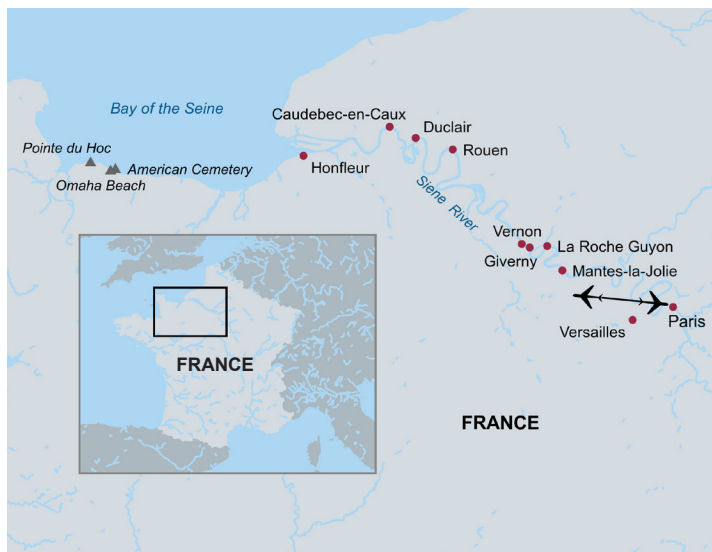 Bay of the Seine
Caudebec-en-Caux
Duclair
Pointe du Hoc
Rouen
American Cemetery
Honfleur
Omaha Beach
Siene River
Vernon
La Roche Guyon
Giverny
Mantes-la-Jolie
Paris
Versailles
FRANCE
FRANCE